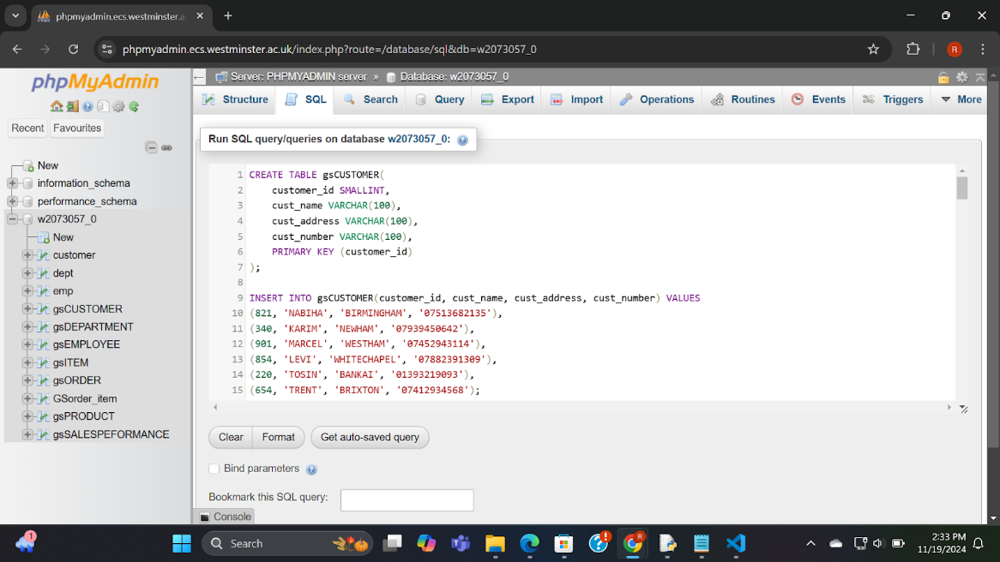 phpmyadmin.ecs.westminster.a
phpmyadmin.ecs.westminster.ac.uk/index.php?route=/database/sql&db=w2073057_0
R
phpMyAdmin
Recent
Favourites
New
information_schema
performance_schema
w2073057_0
New
customer
dept
emp
gsCUSTOMER
gsDEPARTMENT
gsEMPLOYEE
gsITEM
gsORDER
GSorder_item
gsPRODUCT
gsSALESPEFORMANCE
Server: PHPMYADMIN server » Database: w2073057_0
Structure
SQL
Search
Query
Export
Import
Operations
Routines
Events
Triggers
More
Run SQL query/queries on database w2073057_0:
1 CREATE TABLE gsCUSTOMER(
2 customer_id SMALLINT,
3 cust_name VARCHAR(100),
4 cust_address VARCHAR(100),
5 cust_number VARCHAR(100),
6 PRIMARY KEY (customer_id)
7 );
8
9 INSERT INTO gsCUSTOMER(customer_id, cust_name, cust_address, cust_number) VALUES
10 (821, 'NABIHA', 'BIRMINGHAM', '07513682135'),
11 (340, 'KARIM', 'NEWHAM', '07939450642'),
12 (901, 'MARCEL', 'WESTHAM', '07452943114'),
13 (854, 'LEVI', 'WHITECHAPEL', '07882391309'),
14 (220, 'TOSIN', 'BANKAI', '01393219093'),
15 (654, 'TRENT', 'BRIXTON', '07412934568');
Clear
Format
Get auto-saved query
Bind parameters
Bookmark this SQL query:
Console
1
Search
R
2:33 PM
11/19/2024